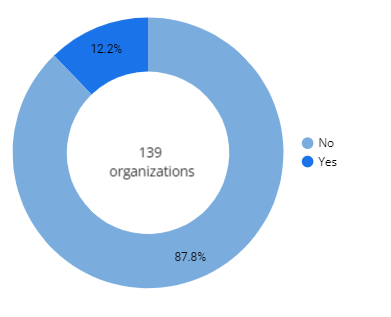 12.2%
139
organizations
No
Yes
87.8%